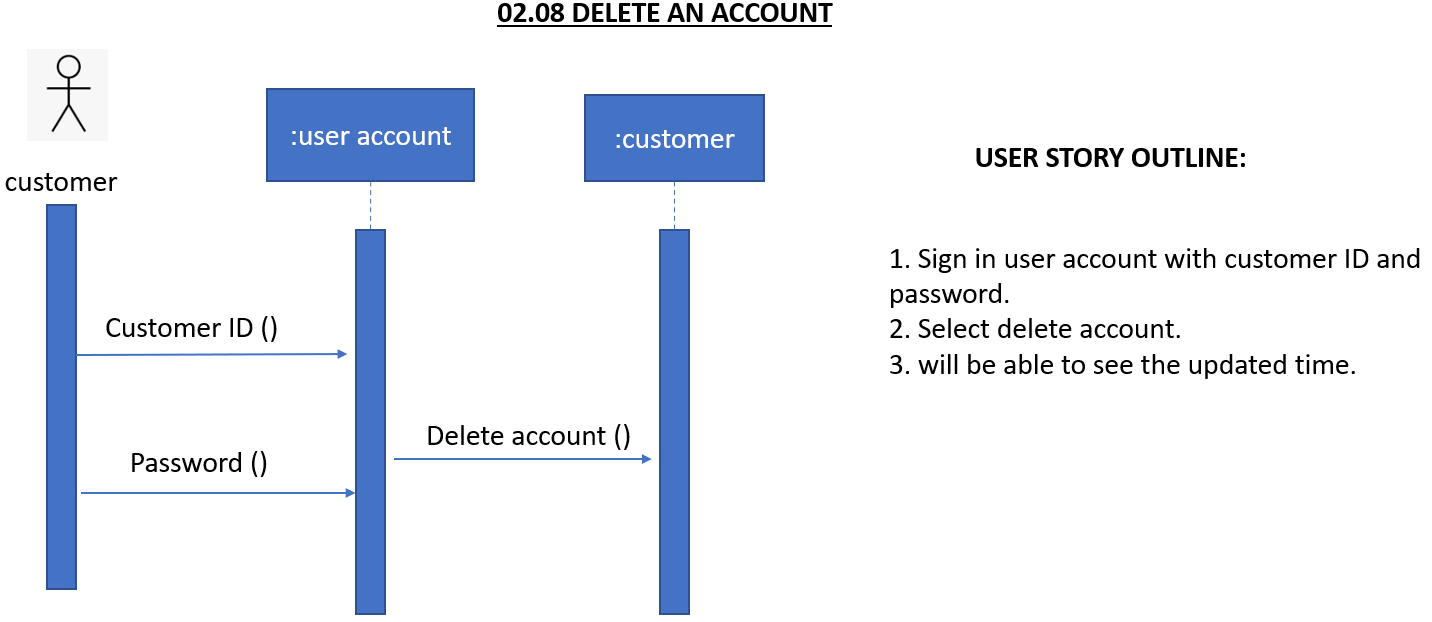 02.08 DELETE AN ACCOUNT
:user account
:customer
customer
USER STORY OUTLINE:
1. Sign in user account with customer ID and
password.
2. Select delete account.
3. will be able to see the updated time.
Customer ID ()
Delete account ()
Password ()